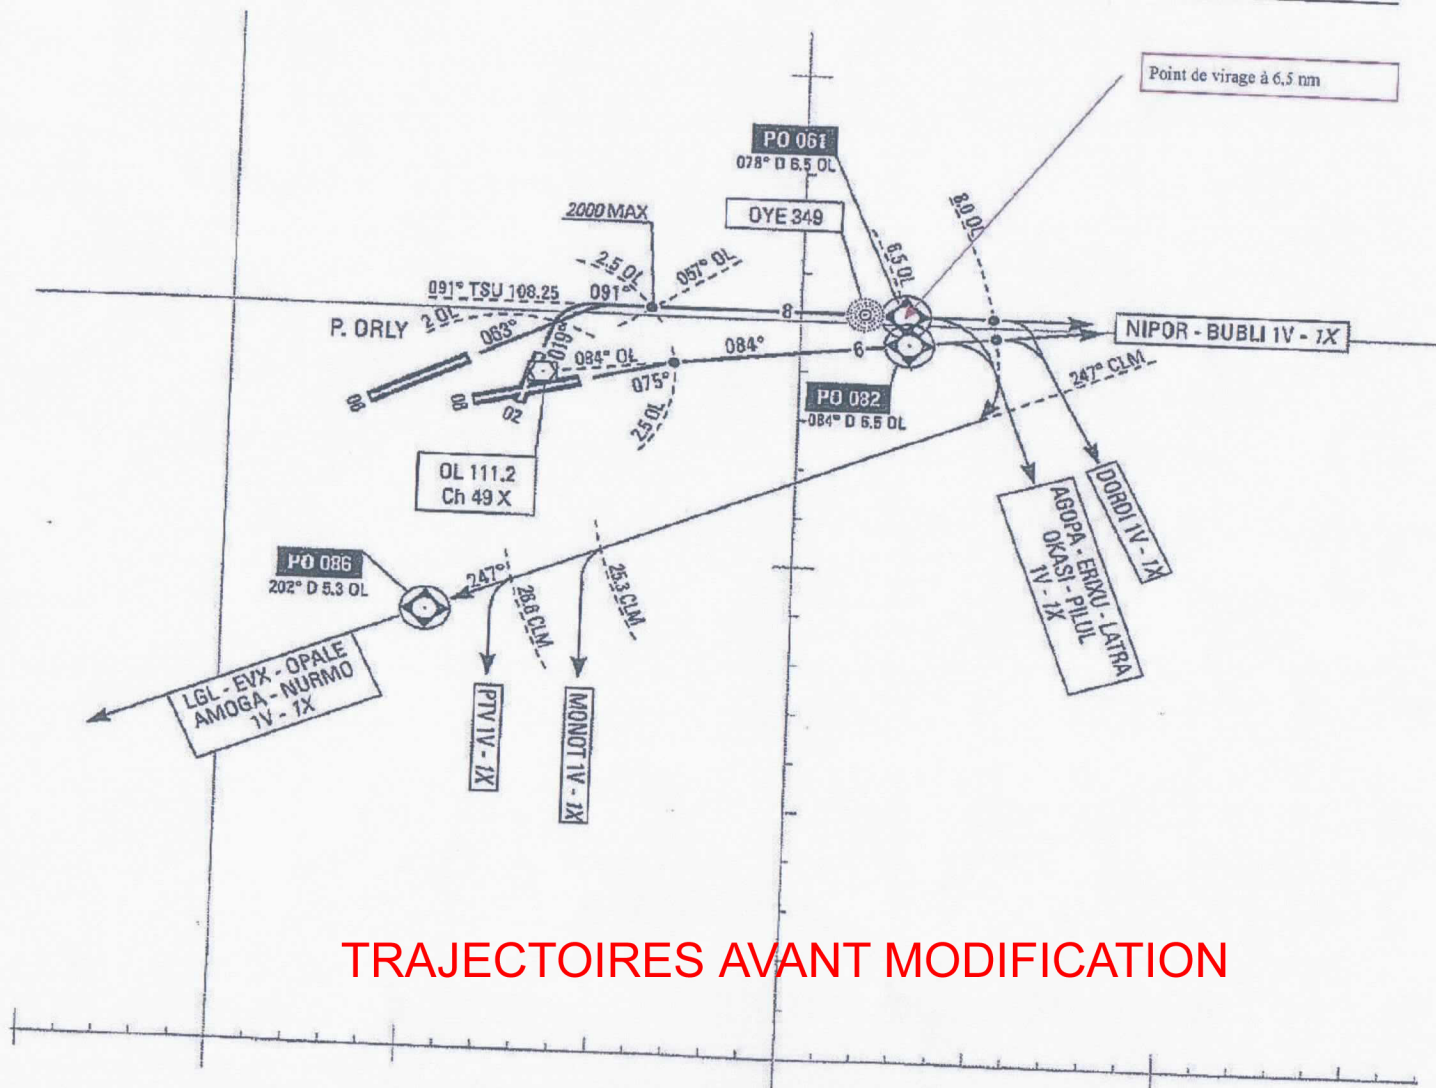 Point de virage à 6,5 nm
PO 061
078° D 6.5 OL
OYE 349
2000 MAX
8.0 OL
6.5 OL
2.5 OL
057° OL
091° TSU 108.25
091°
8
2 OL
P. ORLY
063°
019°
084° OL
084°
6
NIPOR - BUBLI 1V - 1X
247° CLM
075°
2.5 OL
08
08
02
PO 082
084° D 6.5 OL
OL 111.2
Ch 49 X
DORDI 1V - 1X
AGOPA - ERIXU - LATRA
OKASI - PILUL
1V - 1X
PO 086
202° D 5.3 OL
247°
26.6 CLM
25.3 CLM
LGL - EVX - OPALE
AMOGA - NURMO
1V - 1X
PTV 1V - 1X
MONOT 1V - 1X
TRAJECTOIRES AVANT MODIFICATION